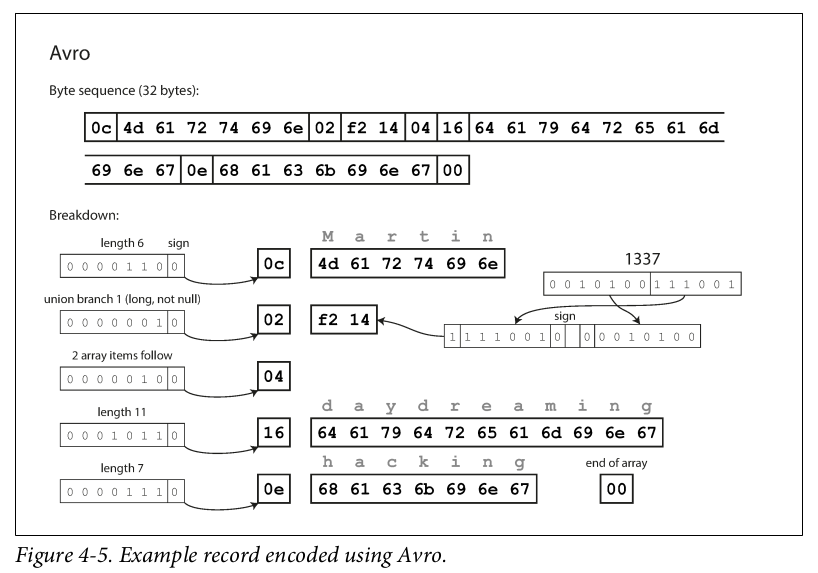 Avro
Byte sequence (32 bytes):
0c 4d 61 72 74 69 6e 02 f2 14 04 16 64 61 79 64 72 65 61 6d
69 6e 67 0e 68 61 63 6b 69 6e 67 00
Breakdown:
length 6 sign
0 0 0 0 1 1 0 0
0c
M a r t i n
4d 61 72 74 69 6e
1337
0 0 1 0 1 0 0 1 1 1 0 0 1
union branch 1 (long, not null)
0 0 0 0 0 0 1 0
02
f2 14
sign
1 1 1 1 0 0 1 0 0 0 0 1 0 1 0 0
2 array items follow
0 0 0 0 0 1 0 0
04
length 11
0 0 0 1 0 1 1 0
16
d a y d r e a m i n g
64 61 79 64 72 65 61 6d 69 6e 67
length 7
0 0 0 0 1 1 1 0
0e
h a c k i n g
68 61 63 6b 69 6e 67
end of array
00
Figure 4-5. Example record encoded using Avro.